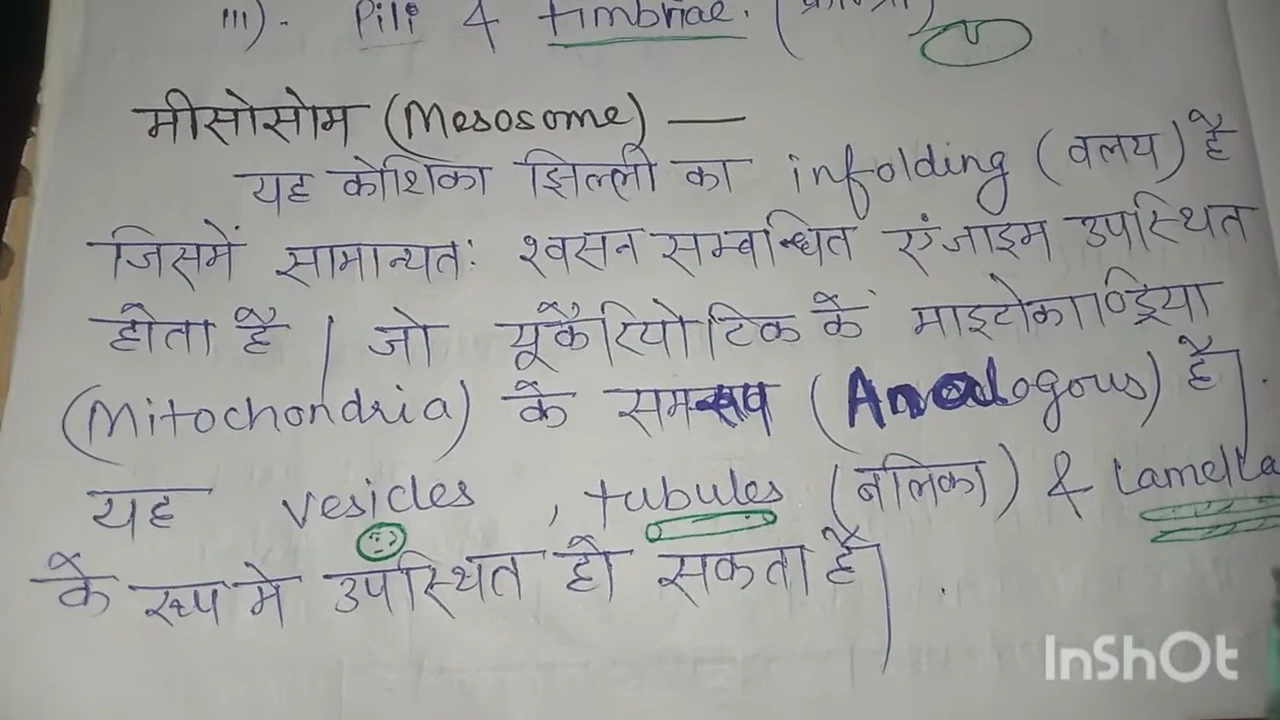 iii). Pili & fimbriae. (
मीसोसोम (Mesosome) —
यह कोशिका झिल्ली का infolding (वलय) है
जिसमें सामान्यतः श्वसन सम्बन्धित एंजाइम उपस्थित
होता है | जो यूकैरियोटिक के माइटोकाण्ड्रिया
(Mitochondria) के समरूप (Analogous) है|
यह vesicles , tubules (नलिका) & Lamella
के रूप मे उपस्थित हो सकता है|
InShOt